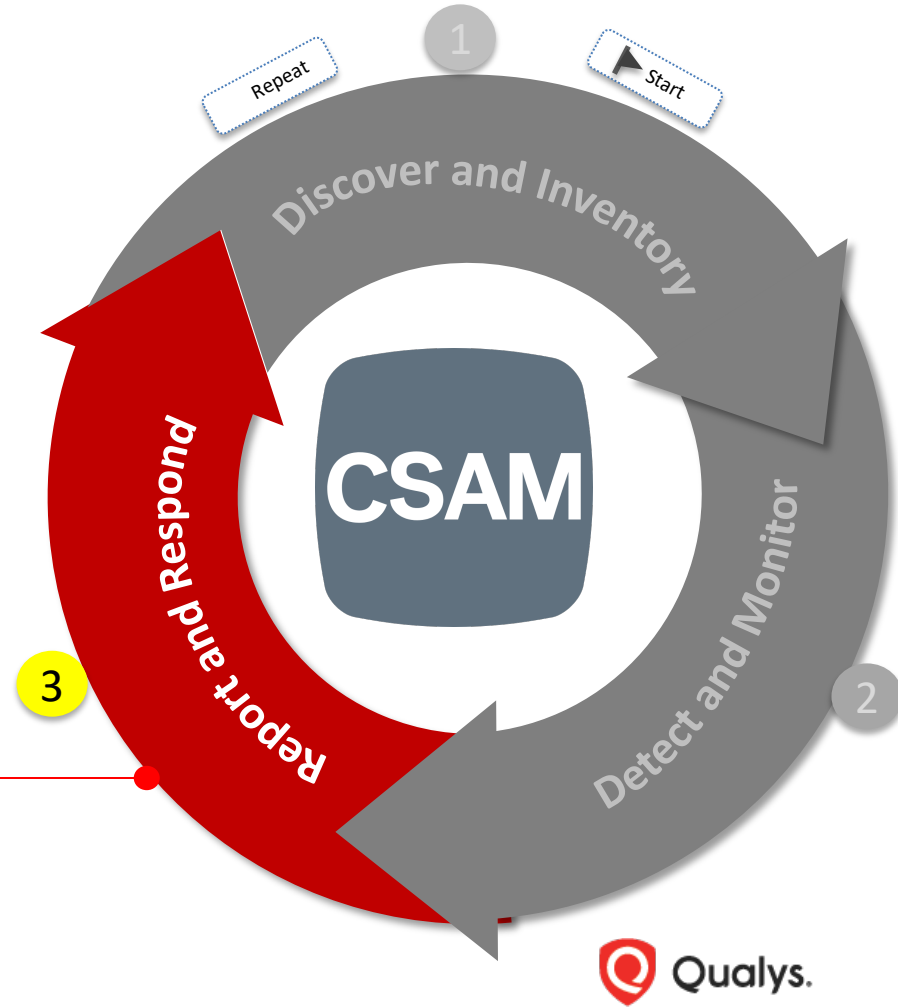 1
Repeat
Start
Discover and Inventory
CSAM
Report and Respond
Detect and Monitor
3
2
Qualys.